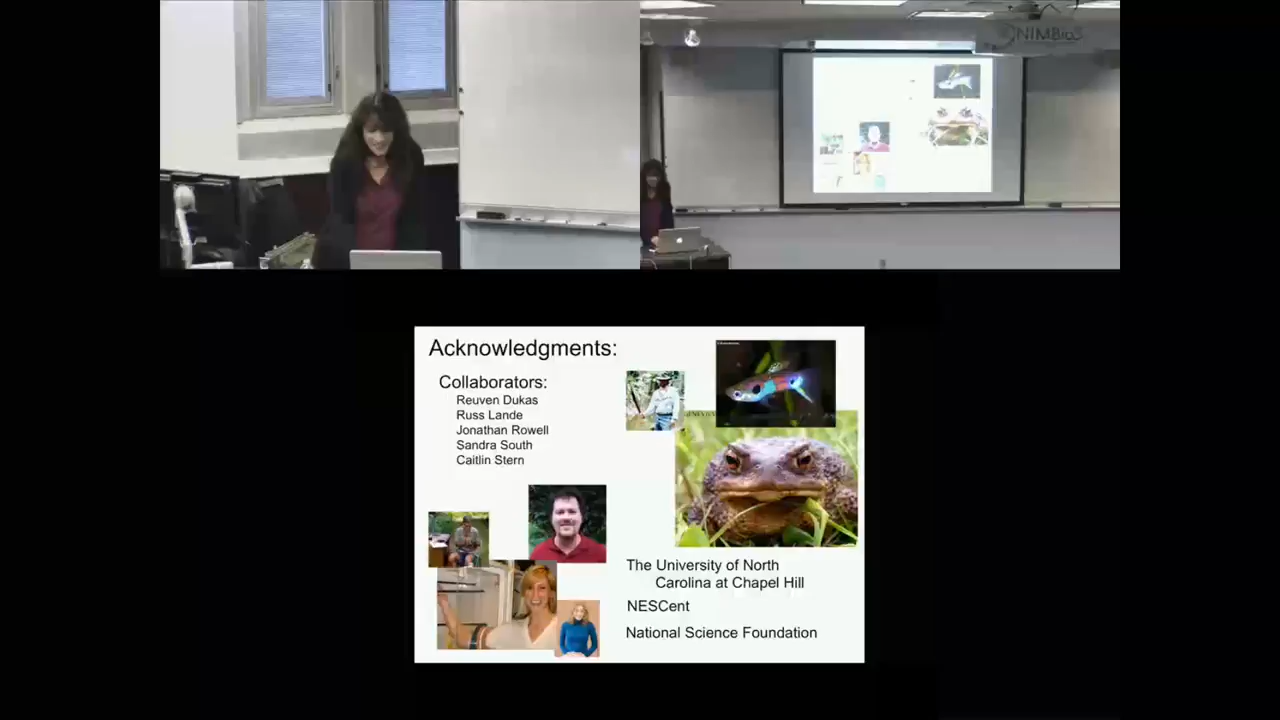 NIMBioS
Acknowledgments:
Collaborators:
Reuven Dukas
Russ Lande
Jonathan Rowell
Sandra South
Caitlin Stern
The University of North
Carolina at Chapel Hill
NESCent
National Science Foundation